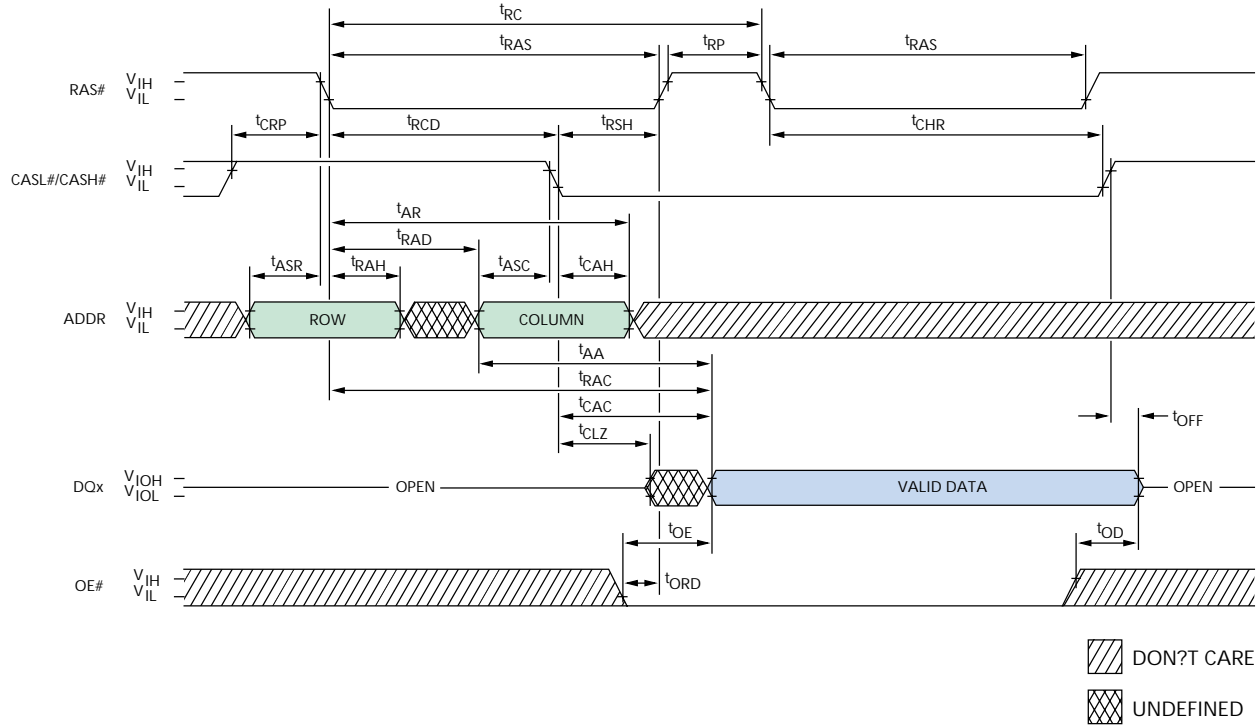 tRC
tRAS tRP tRAS
RAS# VIH
VIL
tCRP tRCD tRSH tCHR
CASL#/CASH# VIH
VIL
tAR
tRAD
tASR tRAH tASC tCAH
ADDR VIH
VIL
ROW COLUMN
tAA
tRAC
tCAC
tOFF
tCLZ
DQx VIOH
VIOL
OPEN VALID DATA OPEN
tOE tOD
OE# VIH
VIL
tORD
DON?T CARE
UNDEFINED